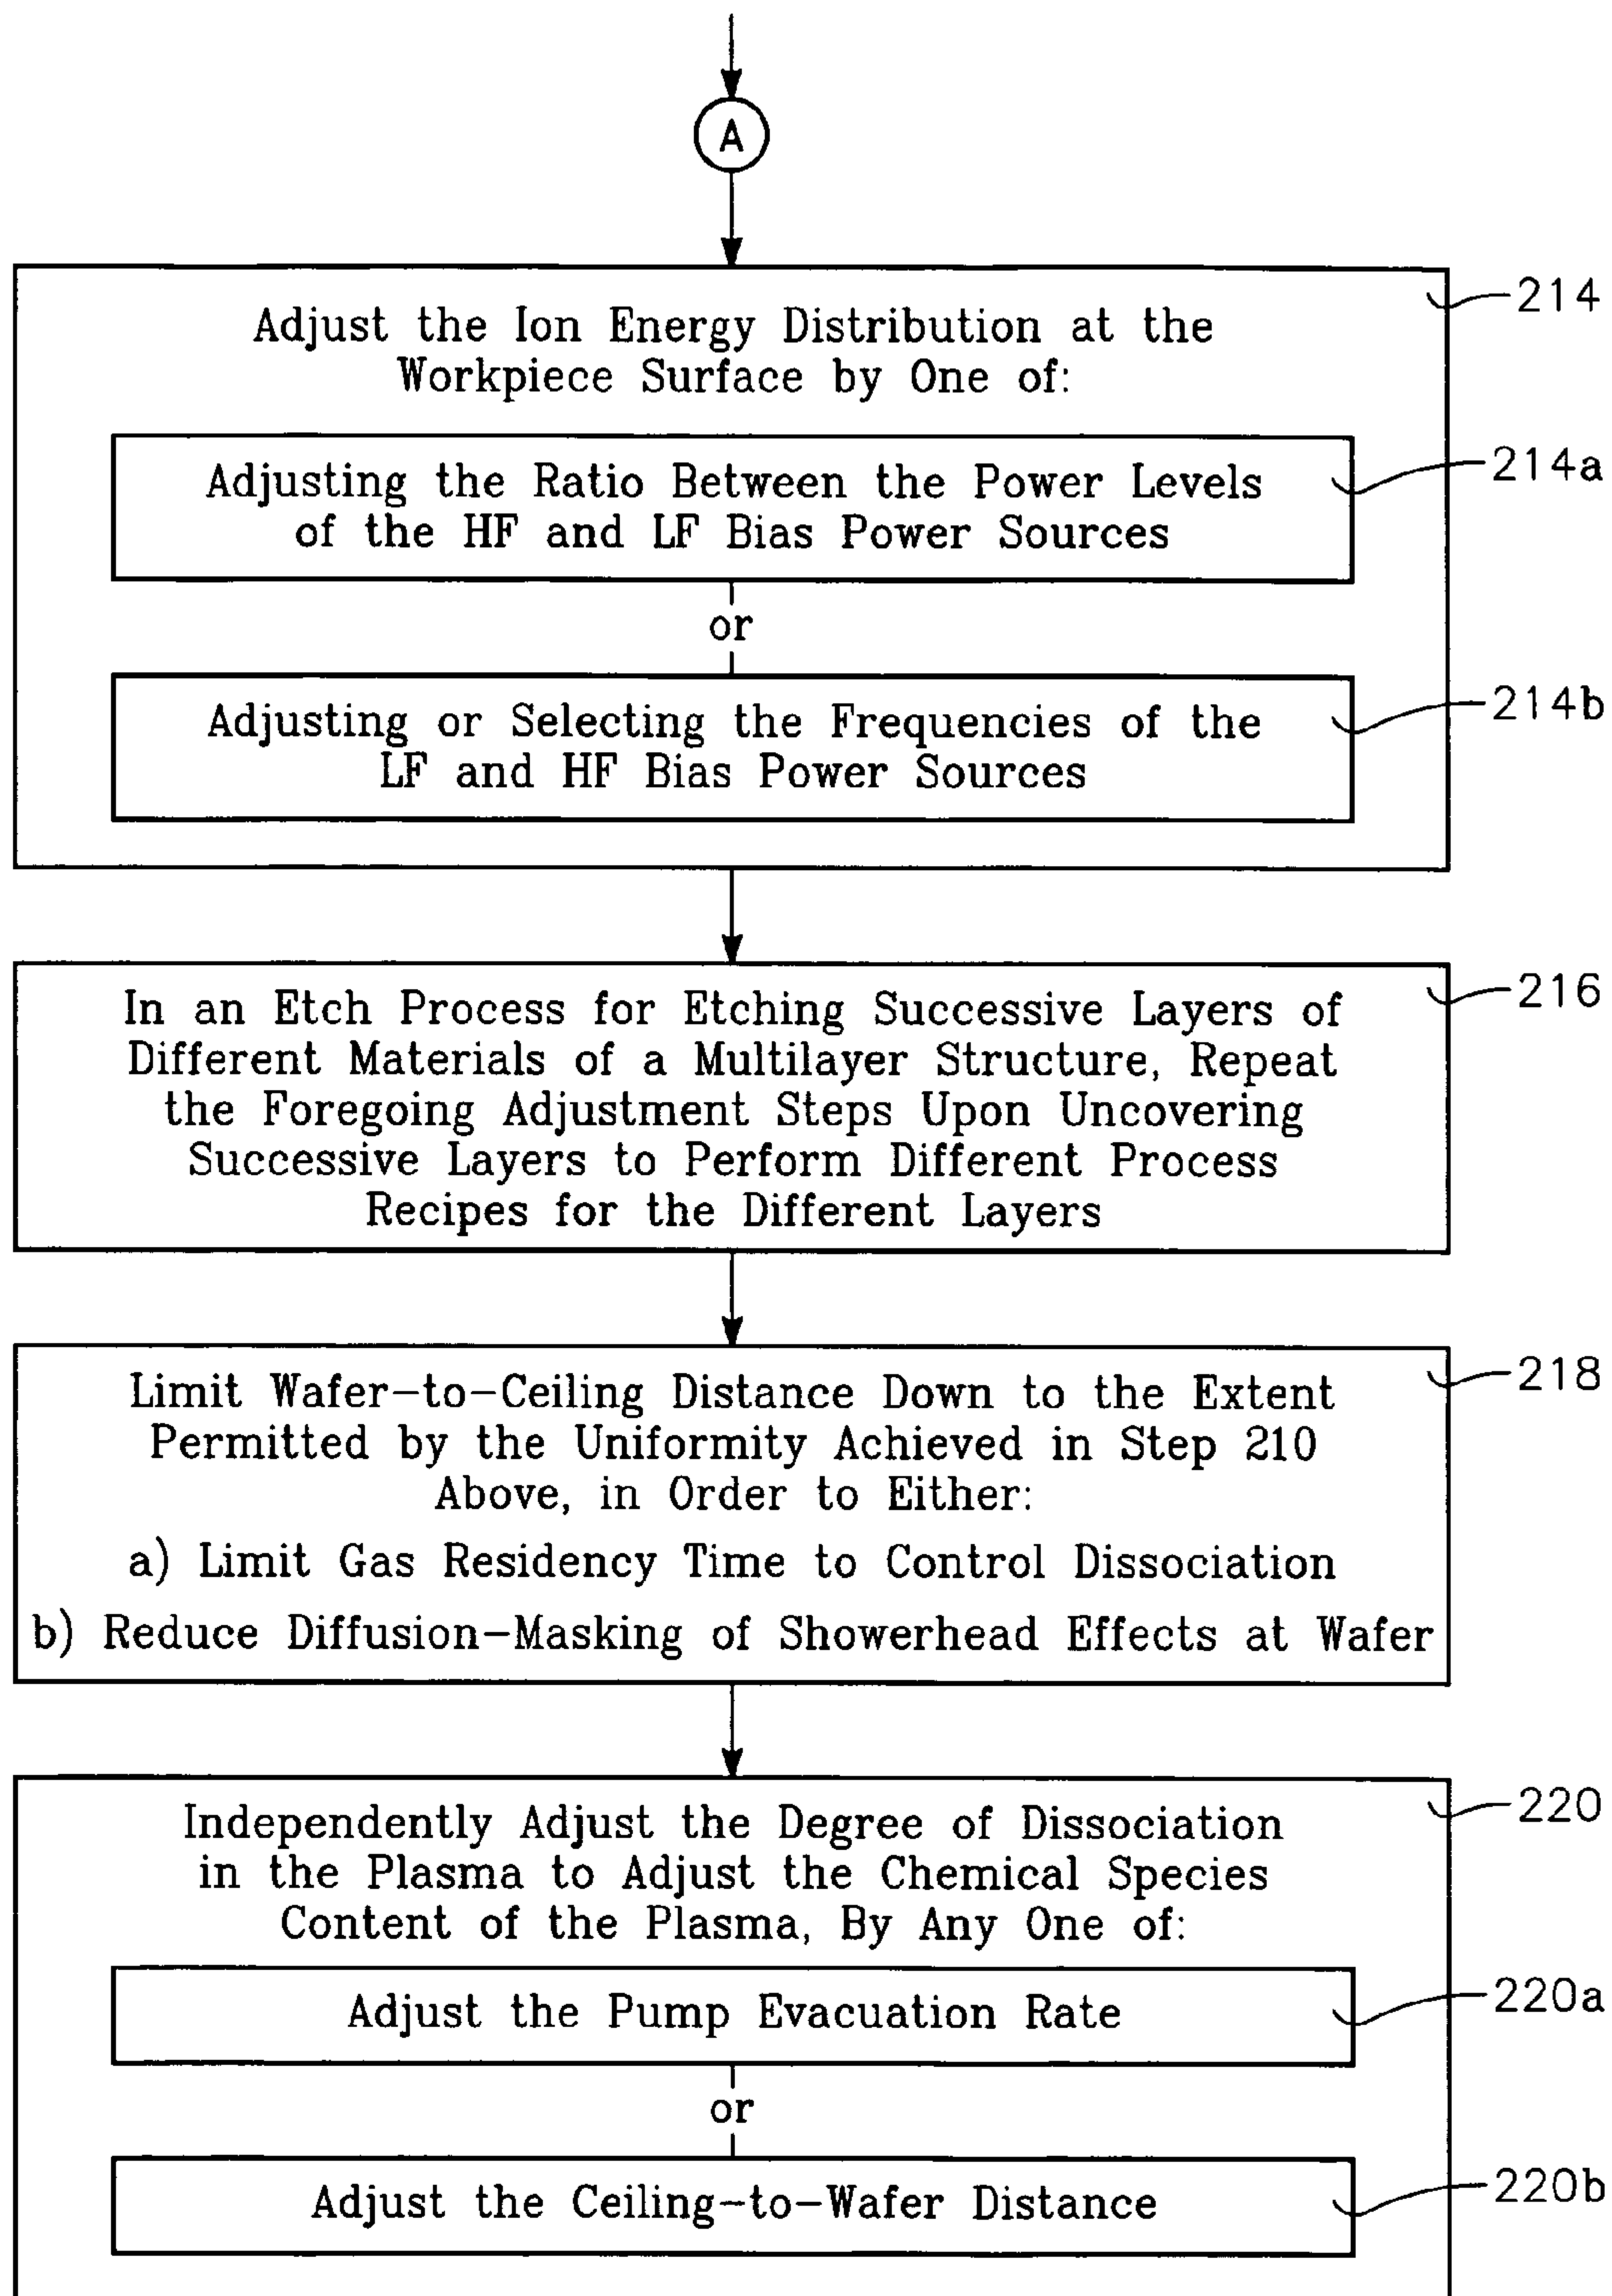 A
214
Adjust the Ion Energy Distribution at the
Workpiece Surface by One of:
214a
Adjusting the Ratio Between the Power Levels
of the HF and LF Bias Power Sources
or
214b
Adjusting or Selecting the Frequencies of the
LF and HF Bias Power Sources
216
In an Etch Process for Etching Successive Layers of
Different Materials of a Multilayer Structure, Repeat
the Foregoing Adjustment Steps Upon Uncovering
Successive Layers to Perform Different Process
Recipes for the Different Layers
218
Limit Wafer-to-Ceiling Distance Down to the Extent
Permitted by the Uniformity Achieved in Step 210
Above, in Order to Either:
a) Limit Gas Residency Time to Control Dissociation
b) Reduce Diffusion-Masking of Showerhead Effects at Wafer
220
Independently Adjust the Degree of Dissociation
in the Plasma to Adjust the Chemical Species
Content of the Plasma, By Any One of:
220a
Adjust the Pump Evacuation Rate
or
220b
Adjust the Ceiling-to-Wafer Distance